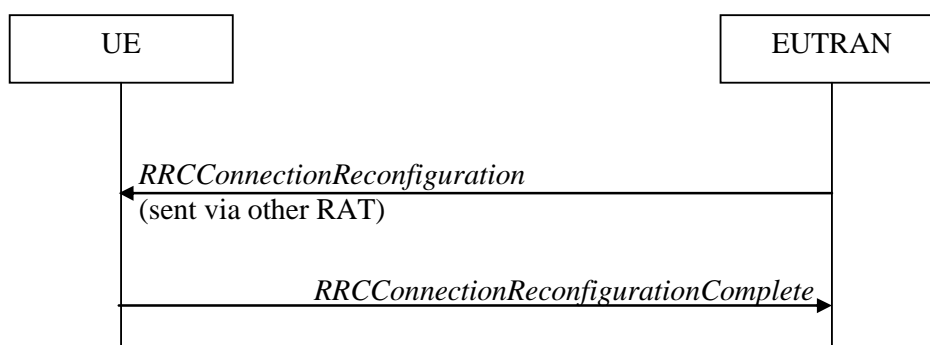 UE
EUTRAN
RRCConnectionReconfiguration
(sent via other RAT)
RRCConnectionReconfigurationComplete